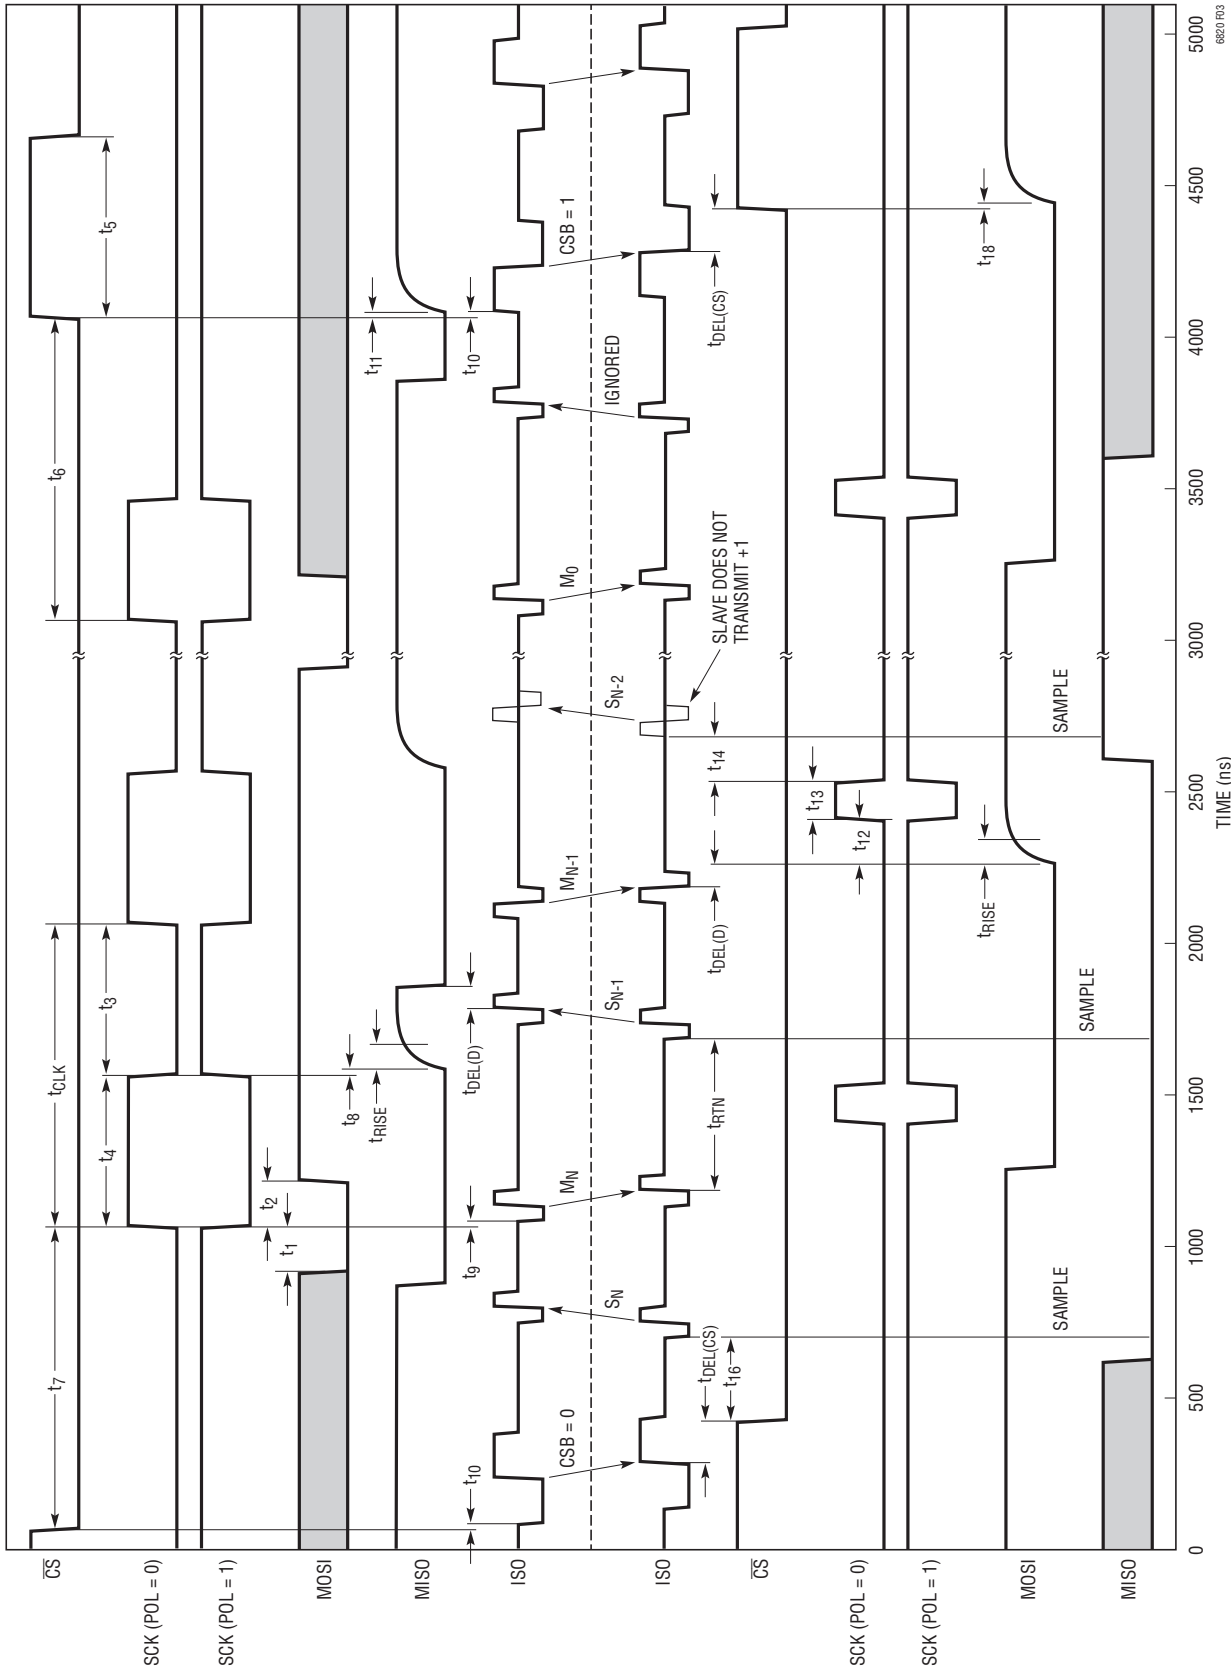 CS
SCK (POL = 0)
SCK (POL = 1)
MOSI
MISO
ISO
ISO
CS
SCK (POL = 0)
SCK (POL = 1)
MOSI
MISO
t7
tCLK
t6
t4
t3
t5
t1
t2
t8
tRISE
t11
t10
t9
tDEL(D)
t10
CSB = 0
SN
MN
SN-1
MN-1
SN-2
M0
IGNORED
CSB = 1
tDEL(CS)
t16
tRTN
tDEL(D)
t14
SLAVE DOES NOT
TRANSMIT +1
tDEL(CS)
t12
t13
tRISE
t18
SAMPLE
SAMPLE
SAMPLE
0
500
1000
1500
2000
2500
3000
3500
4000
4500
5000
TIME (ns)
6820 F03